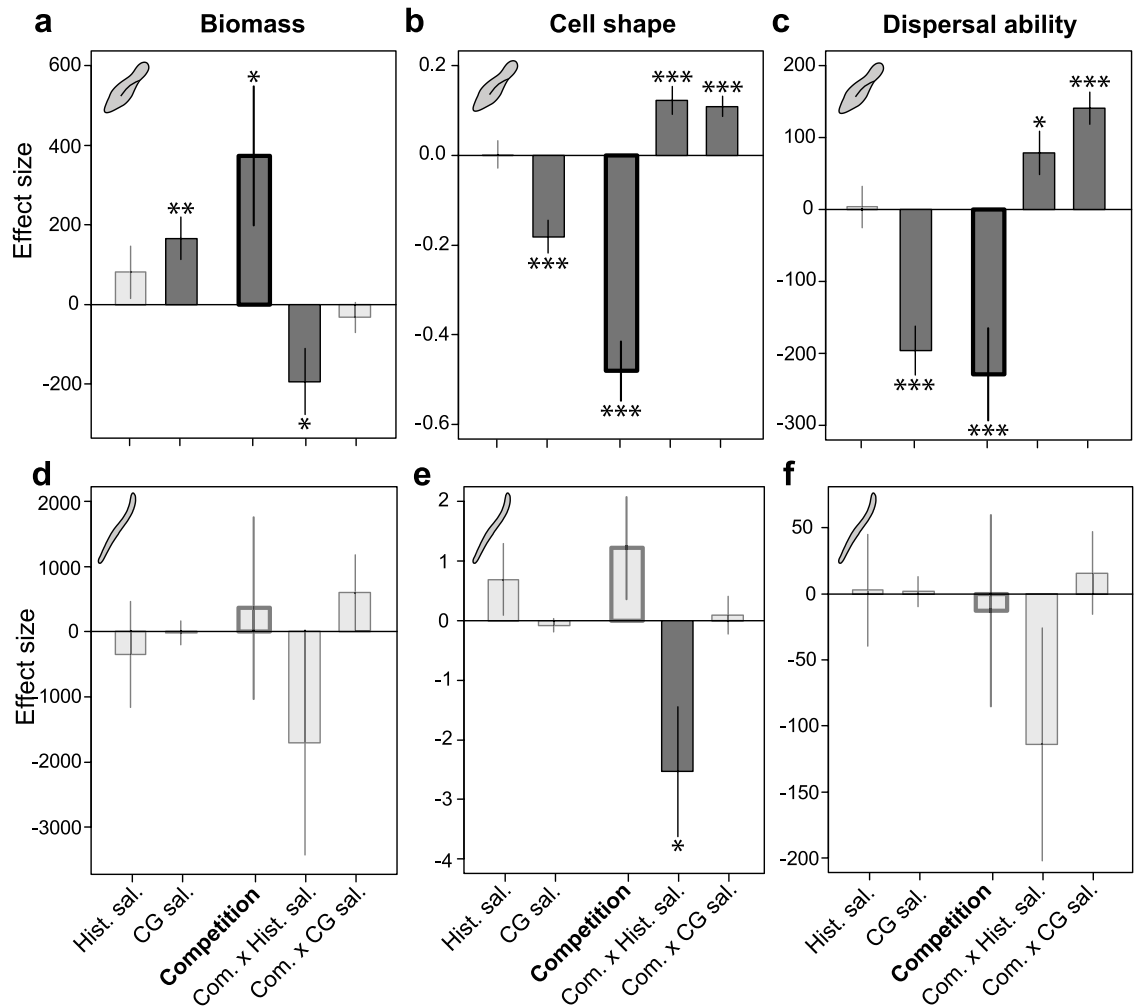 a Biomass
b Cell shape
c Dispersal ability
Effect size
600
400
200
0
-200
*
**
*
*
0.2
0.0
-0.2
-0.4
-0.6
***
***
***
***
200
100
0
-100
-200
-300
*
***
***
***
d
e
f
Effect size
2000
1000
0
1000
-2000
-3000
2
1
0
-1
-2
-3
-4
*
50
0
-50
-100
-150
-200
Hist. sal.
CG sal.
Competition
Com. x Hist. sal.
Com. x CG sal.
Hist. sal.
CG sal.
Competition
Com. x Hist. sal.
Com. x CG sal.
Hist. sal.
CG sal.
Competition
Com. x Hist. sal.
Com. x CG sal.